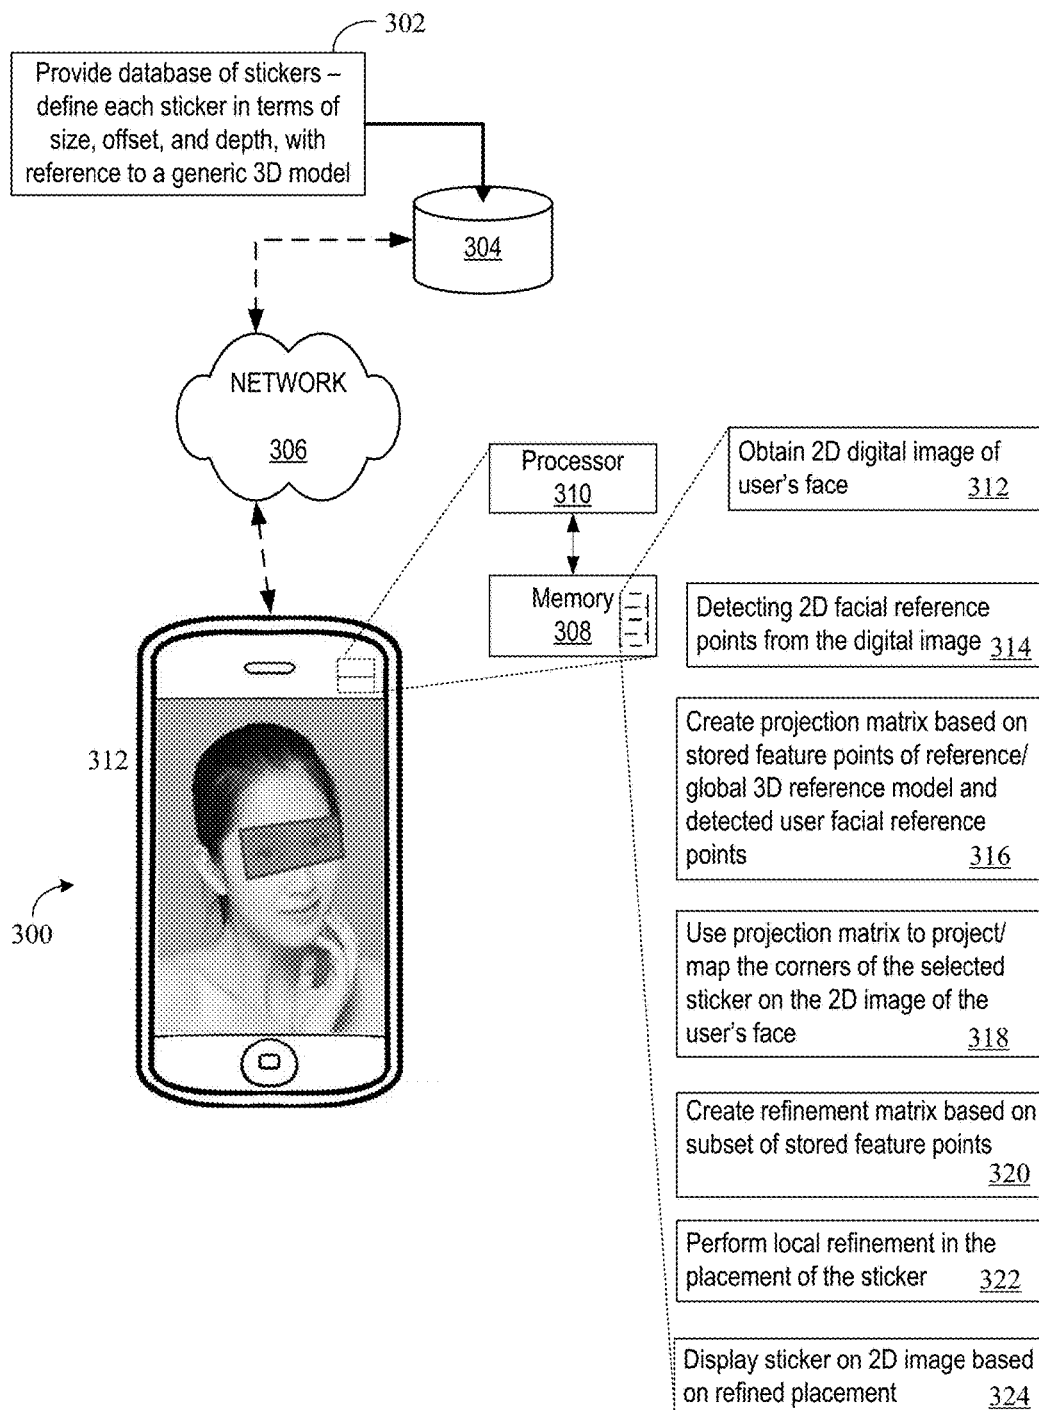 302
Provide database of stickers –
define each sticker in terms of
size, offset, and depth, with
reference to a generic 3D model
304
NETWORK
306
Processor
310
Memory
308
Obtain 2D digital image of
user's face 312
Detecting 2D facial reference
points from the digital image 314
Create projection matrix based on
stored feature points of reference/
global 3D reference model and
detected user facial reference
points 316
312
300
Use projection matrix to project/
map the corners of the selected
sticker on the 2D image of the
user's face 318
Create refinement matrix based on
subset of stored feature points
320
Perform local refinement in the
placement of the sticker 322
Display sticker on 2D image based
on refined placement 324